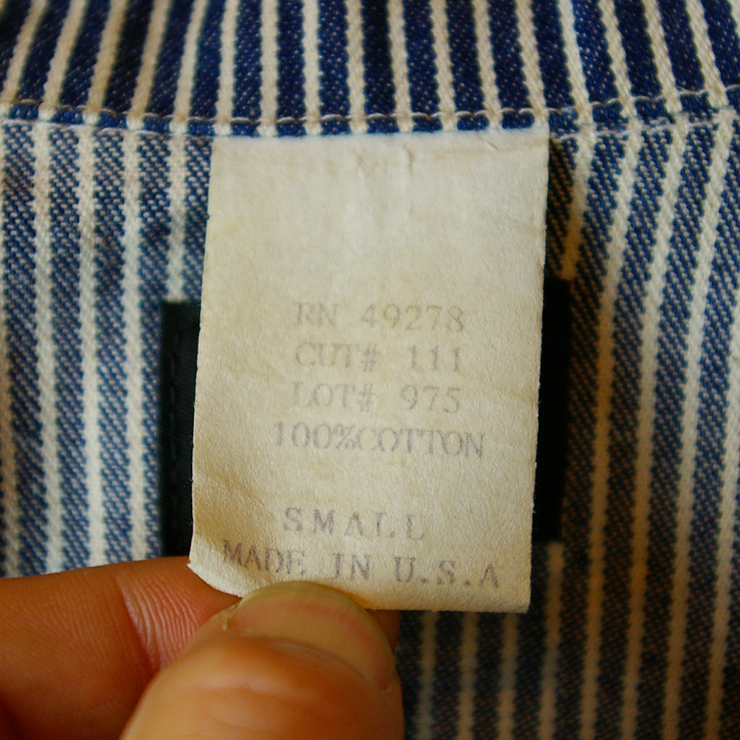 RN 49278
CUT# 111
LOT# 975
100%COTTON
SMALL
MADE IN U.S.A